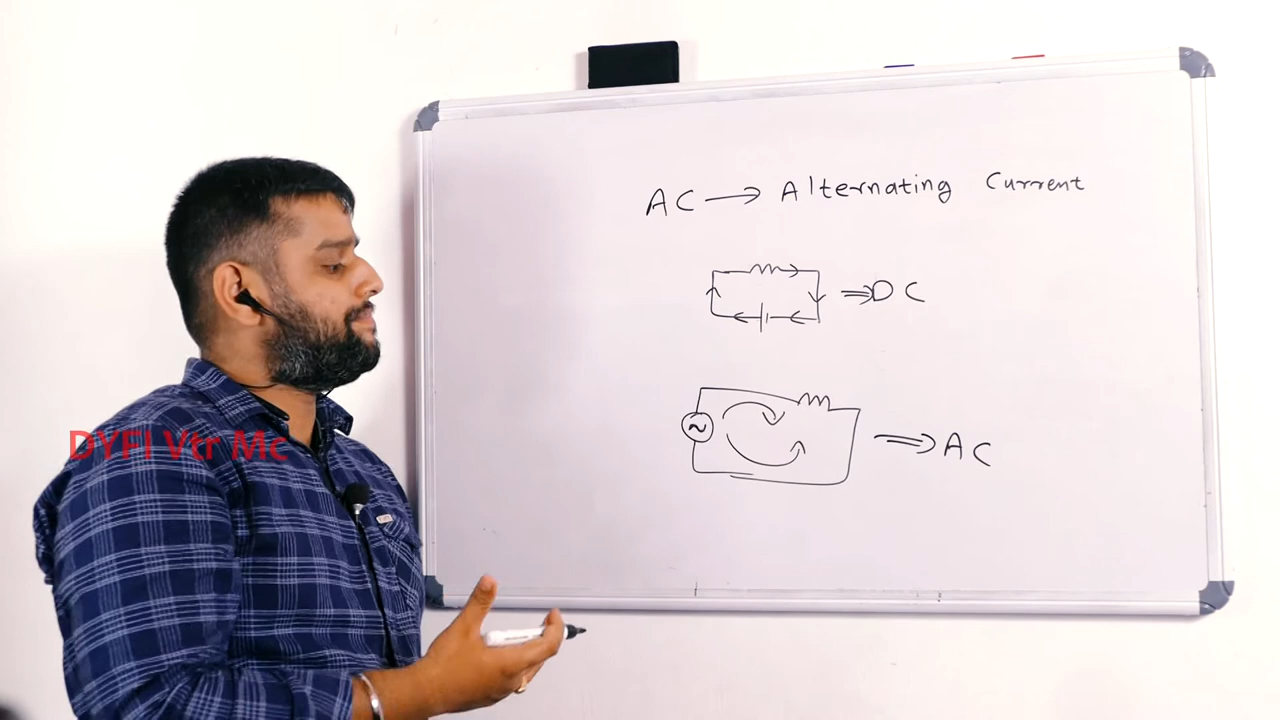 AC → Alternating Current
⇒ DC
~
⇒ AC
DYFI Vtr Mc